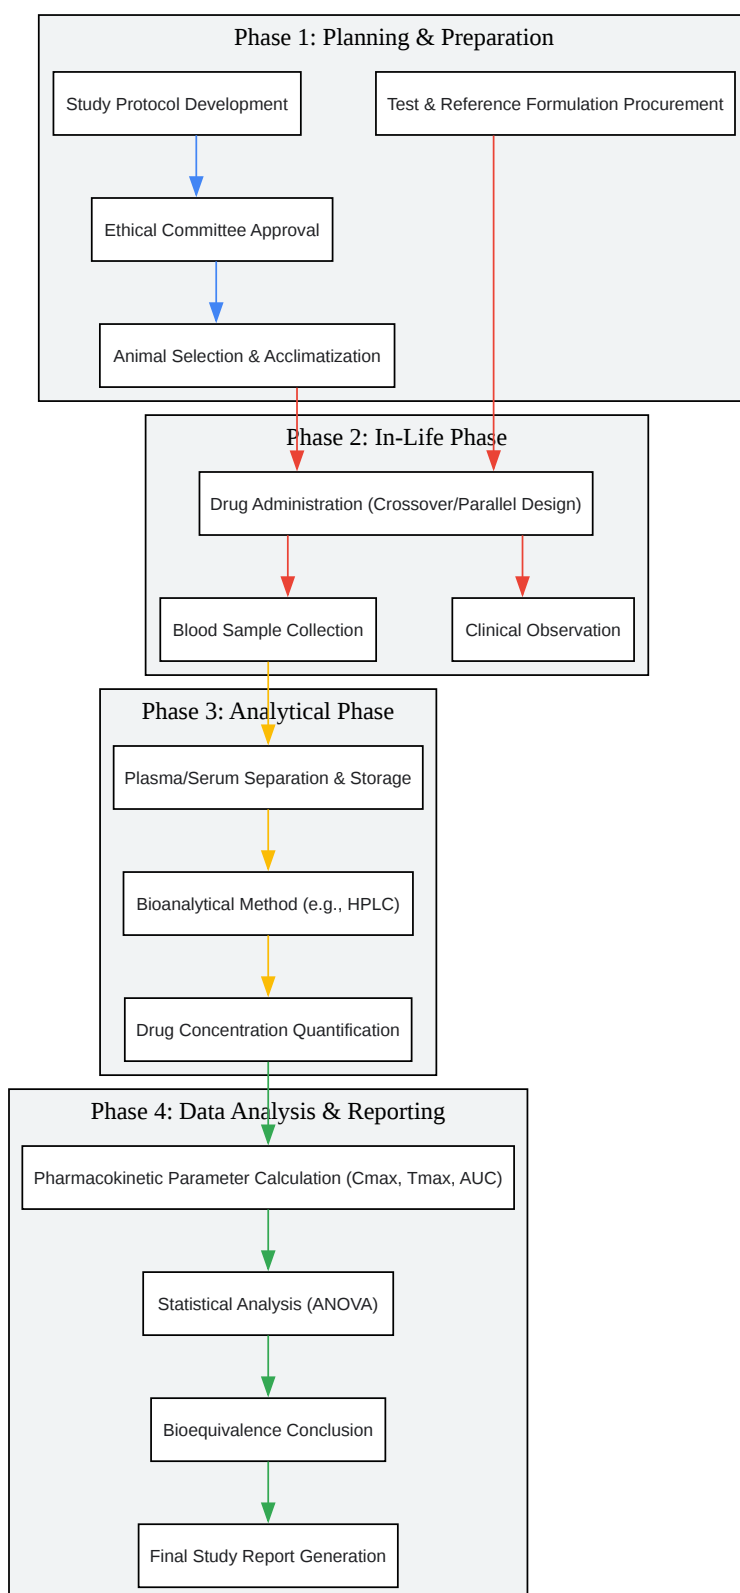 Phase 1: Planning & Preparation
Study Protocol Development
Test & Reference Formulation Procurement
Ethical Committee Approval
Animal Selection & Acclimatization
Phase 2: In-Life Phase
Drug Administration (Crossover/Parallel Design)
Blood Sample Collection
Clinical Observation
Phase 3: Analytical Phase
Plasma/Serum Separation & Storage
Bioanalytical Method (e.g., HPLC)
Drug Concentration Quantification
Phase 4: Data Analysis & Reporting
Pharmacokinetic Parameter Calculation (Cmax, Tmax, AUC)
Statistical Analysis (ANOVA)
Bioequivalence Conclusion
Final Study Report Generation